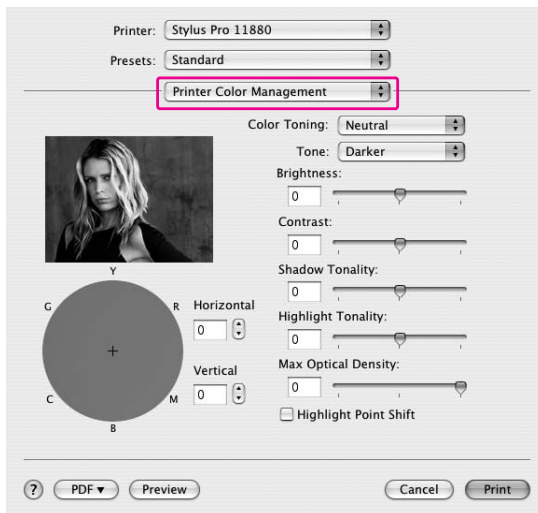 Printer: Stylus Pro 11880
Presets: Standard
Printer Color Management
Color Toning: Neutral
Tone: Darker
Brightness:
0
Contrast:
0
Shadow Tonality:
0
Highlight Tonality:
0
Max Optical Density:
0
Highlight Point Shift
Y
G R
C M
B
Horizontal
0
Vertical
0
? PDF Preview Cancel Print